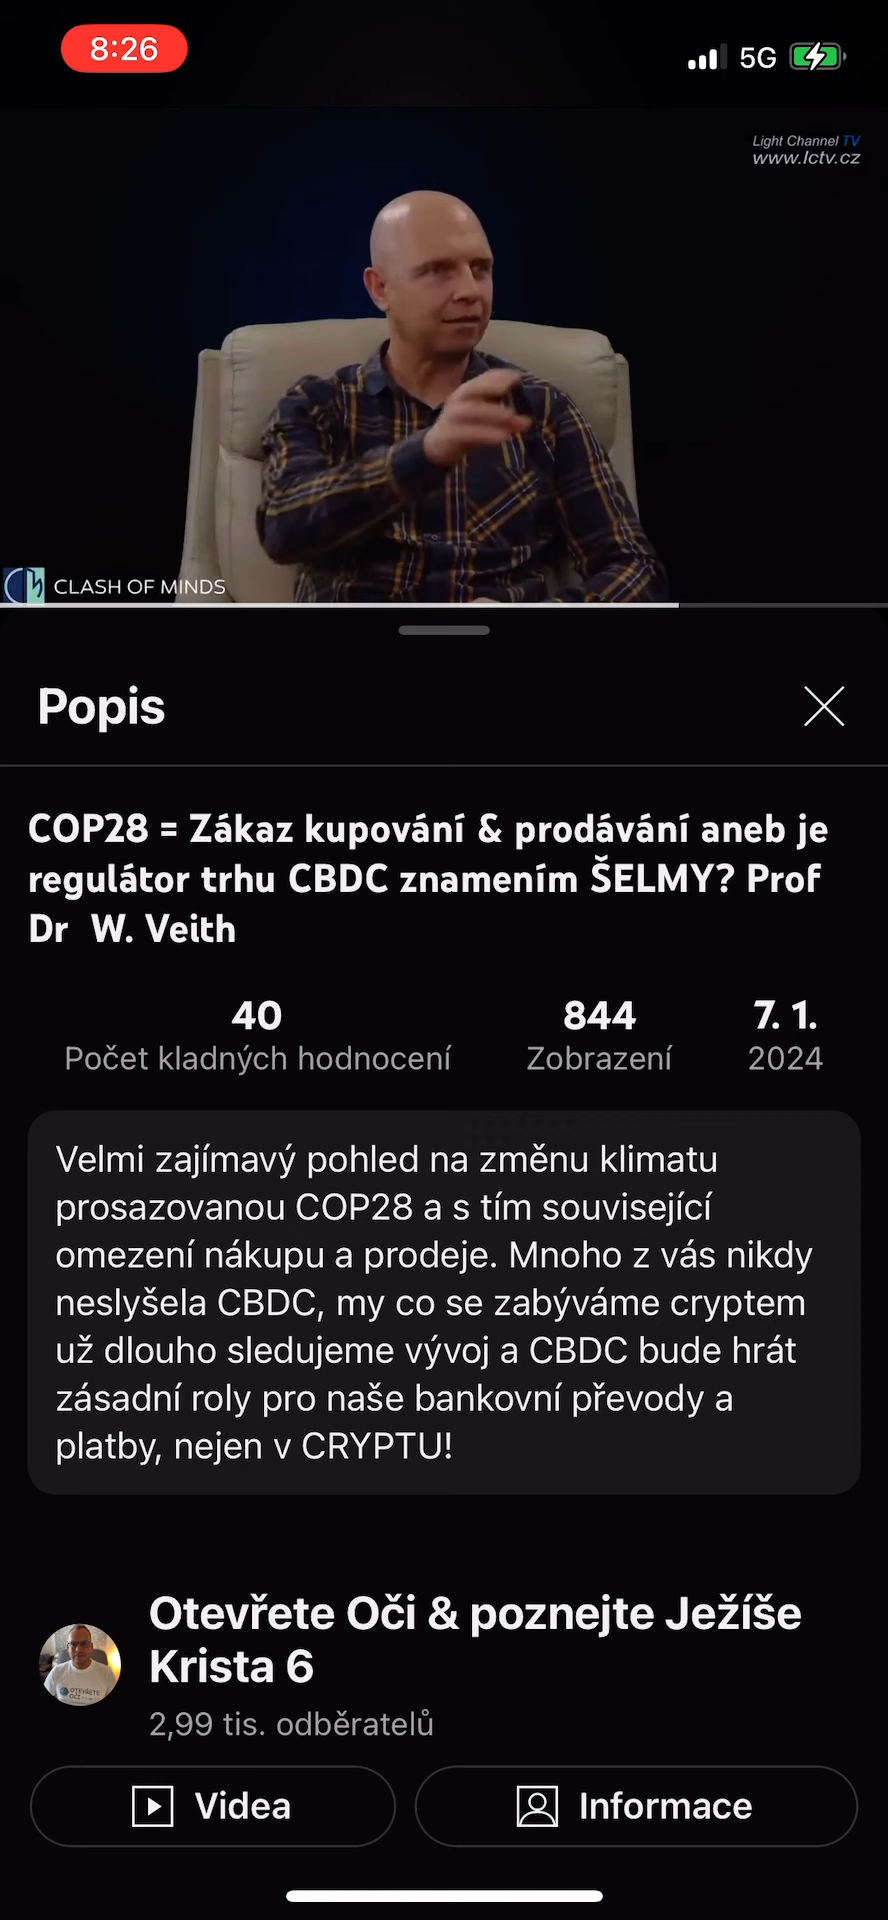 8:26
5G
Light Channel TV
www.lctv.cz
CLASH OF MINDS
Popis
COP28 = Zákaz kupování & prodávání aneb je
regulátor trhu CBDC znamením ŠELMY? Prof
Dr W. Veith
40
844
7. 1.
Počet kladných hodnocení
Zobrazení
2024
Velmi zajímavý pohled na změnu klimatu
prosazovanou COP28 a s tím související
omezení nákupu a prodeje. Mnoho z vás nikdy
neslyšela CBDC, my co se zabýváme cryptem
už dlouho sledujeme vývoj a CBDC bude hrát
zásadní roly pro naše bankovní převody a
platby, nejen v CRYPTU!
Otevřete Oči & poznejte Ježíše
Krista 6
2,99 tis. odběratelů
Videa
Informace